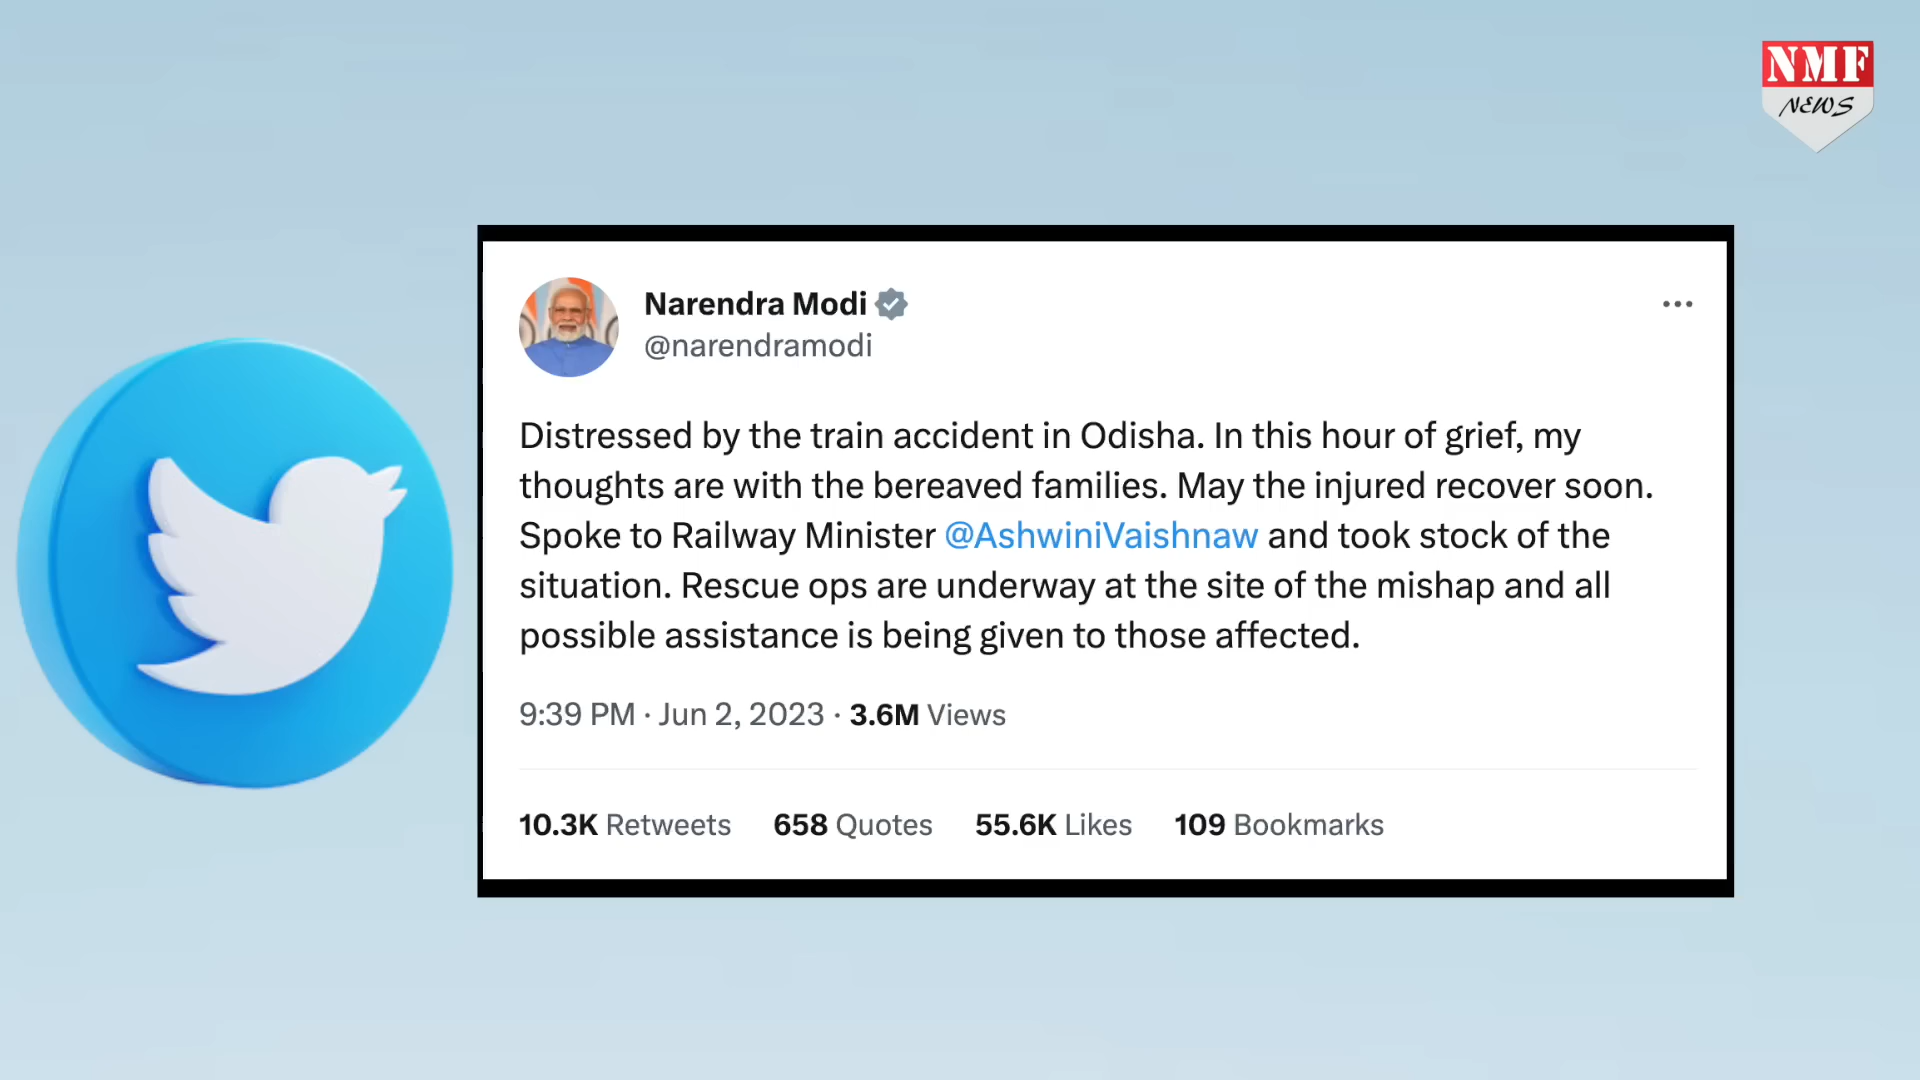 NMF
NEWS
Narendra Modi
@narendramodi
Distressed by the train accident in Odisha. In this hour of grief, my
thoughts are with the bereaved families. May the injured recover soon.
Spoke to Railway Minister @AshwiniVaishnaw and took stock of the
situation. Rescue ops are underway at the site of the mishap and all
possible assistance is being given to those affected.
9:39 PM · Jun 2, 2023 · 3.6M Views
10.3K Retweets 658 Quotes 55.6K Likes 109 Bookmarks